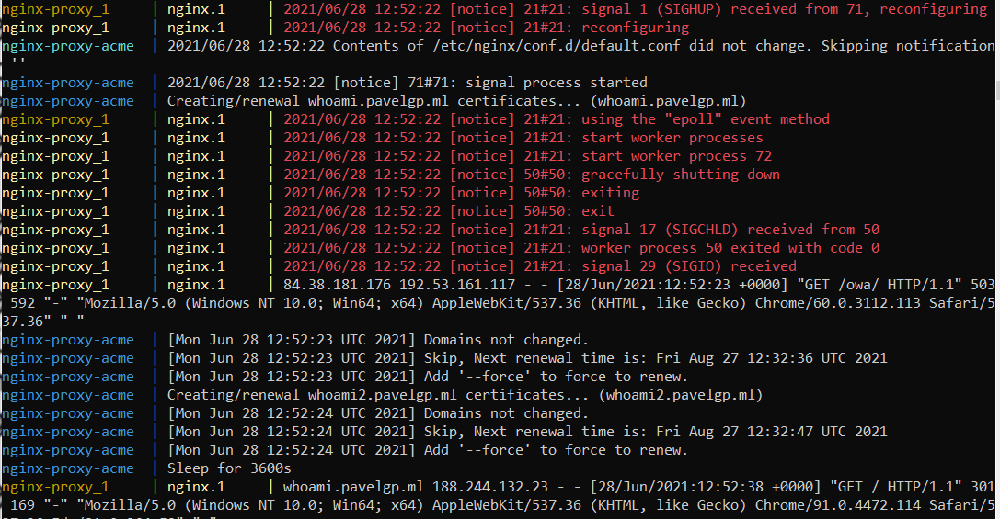 nginx-proxy_1 | nginx.1 | 2021/06/28 12:52:22 [notice] 21#21: signal 1 (SIGHUP) received from 71, reconfiguring
nginx-proxy_1 | nginx.1 | 2021/06/28 12:52:22 [notice] 21#21: reconfiguring
nginx-proxy-acme | 2021/06/28 12:52:22 Contents of /etc/nginx/conf.d/default.conf did not change. Skipping notification
''
nginx-proxy-acme | 2021/06/28 12:52:22 [notice] 71#71: signal process started
nginx-proxy-acme | Creating/renewal whoami.pavelgp.ml certificates... (whoami.pavelgp.ml)
nginx-proxy_1 | nginx.1 | 2021/06/28 12:52:22 [notice] 21#21: using the "epoll" event method
nginx-proxy_1 | nginx.1 | 2021/06/28 12:52:22 [notice] 21#21: start worker processes
nginx-proxy_1 | nginx.1 | 2021/06/28 12:52:22 [notice] 21#21: start worker process 72
nginx-proxy_1 | nginx.1 | 2021/06/28 12:52:22 [notice] 50#50: gracefully shutting down
nginx-proxy_1 | nginx.1 | 2021/06/28 12:52:22 [notice] 50#50: exiting
nginx-proxy_1 | nginx.1 | 2021/06/28 12:52:22 [notice] 50#50: exit
nginx-proxy_1 | nginx.1 | 2021/06/28 12:52:22 [notice] 21#21: signal 17 (SIGCHLD) received from 50
nginx-proxy_1 | nginx.1 | 2021/06/28 12:52:22 [notice] 21#21: worker process 50 exited with code 0
nginx-proxy_1 | nginx.1 | 2021/06/28 12:52:22 [notice] 21#21: signal 29 (SIGIO) received
nginx-proxy_1 | nginx.1 | 84.38.181.176 192.53.161.117 - - [28/Jun/2021:12:52:23 +0000] "GET /owa/ HTTP/1.1" 503
592 "-" "Mozilla/5.0 (Windows NT 10.0; Win64; x64) AppleWebKit/537.36 (KHTML, like Gecko) Chrome/60.0.3112.113 Safari/5
37.36" "-"
nginx-proxy-acme | [Mon Jun 28 12:52:23 UTC 2021] Domains not changed.
nginx-proxy-acme | [Mon Jun 28 12:52:23 UTC 2021] Skip, Next renewal time is: Fri Aug 27 12:32:36 UTC 2021
nginx-proxy-acme | [Mon Jun 28 12:52:23 UTC 2021] Add '--force' to force to renew.
nginx-proxy-acme | Creating/renewal whoami2.pavelgp.ml certificates... (whoami2.pavelgp.ml)
nginx-proxy-acme | [Mon Jun 28 12:52:24 UTC 2021] Domains not changed.
nginx-proxy-acme | [Mon Jun 28 12:52:24 UTC 2021] Skip, Next renewal time is: Fri Aug 27 12:32:47 UTC 2021
nginx-proxy-acme | [Mon Jun 28 12:52:24 UTC 2021] Add '--force' to force to renew.
nginx-proxy-acme | Sleep for 3600s
nginx-proxy_1 | nginx.1 | whoami.pavelgp.ml 188.244.132.23 - - [28/Jun/2021:12:52:38 +0000] "GET / HTTP/1.1" 301
169 "-" "Mozilla/5.0 (Windows NT 10.0; Win64; x64) AppleWebKit/537.36 (KHTML, like Gecko) Chrome/91.0.4472.114 Safari/5